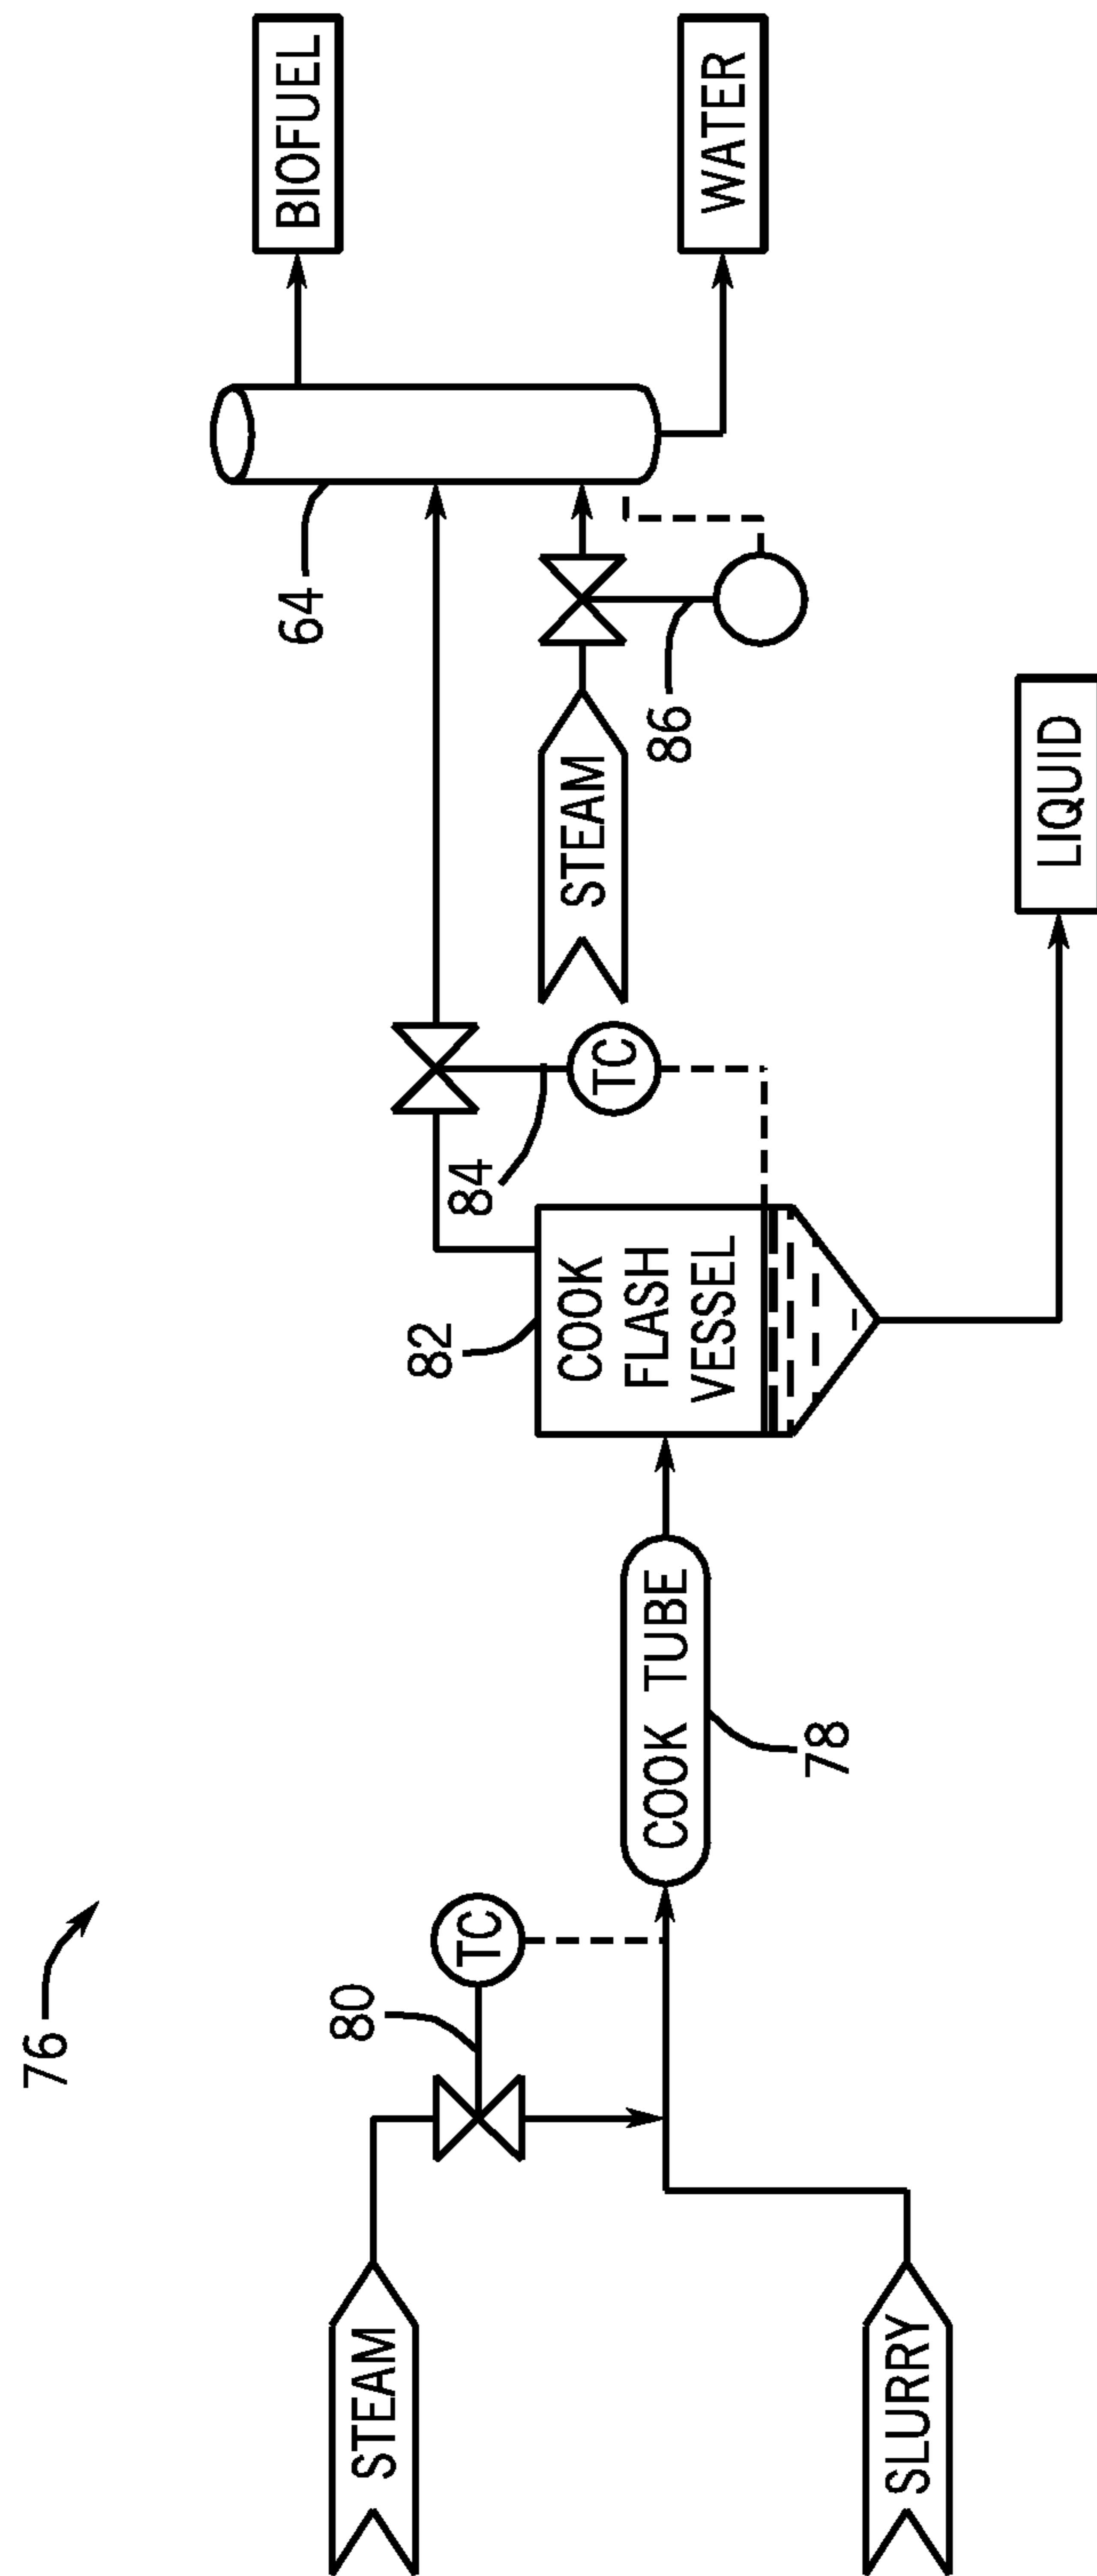 76
STEAM
80
TC
SLURRY
COOK TUBE
78
82
COOK
FLASH
VESSEL
84
TC
STEAM
86
64
LIQUID
BIOFUEL
WATER